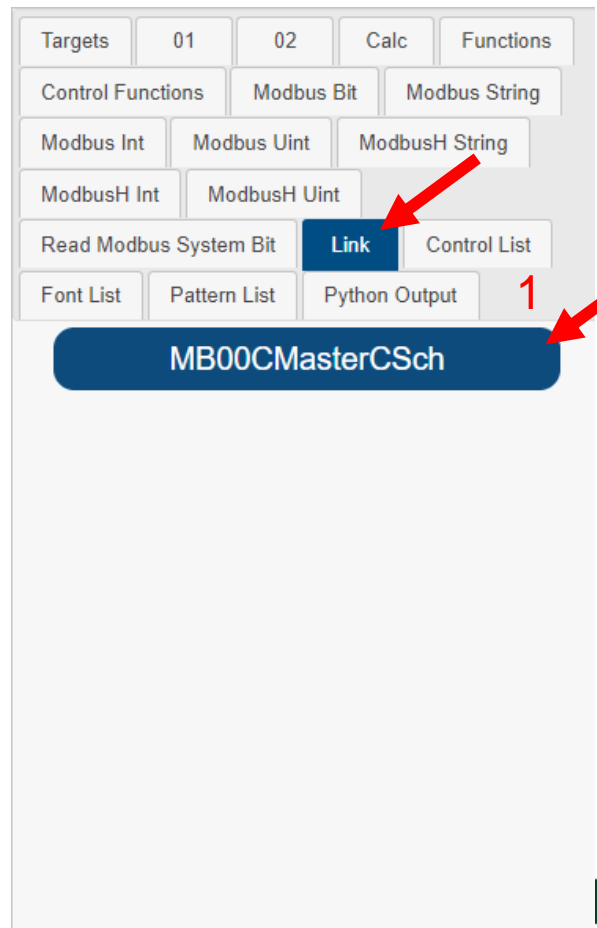 Targets 01 02 Calc Functions
Control Functions Modbus Bit Modbus String
Modbus Int Modbus Uint ModbusH String
ModbusH Int ModbusH Uint
Read Modbus System Bit Link Control List
Font List Pattern List Python Output 1
MB00CMasterCSch